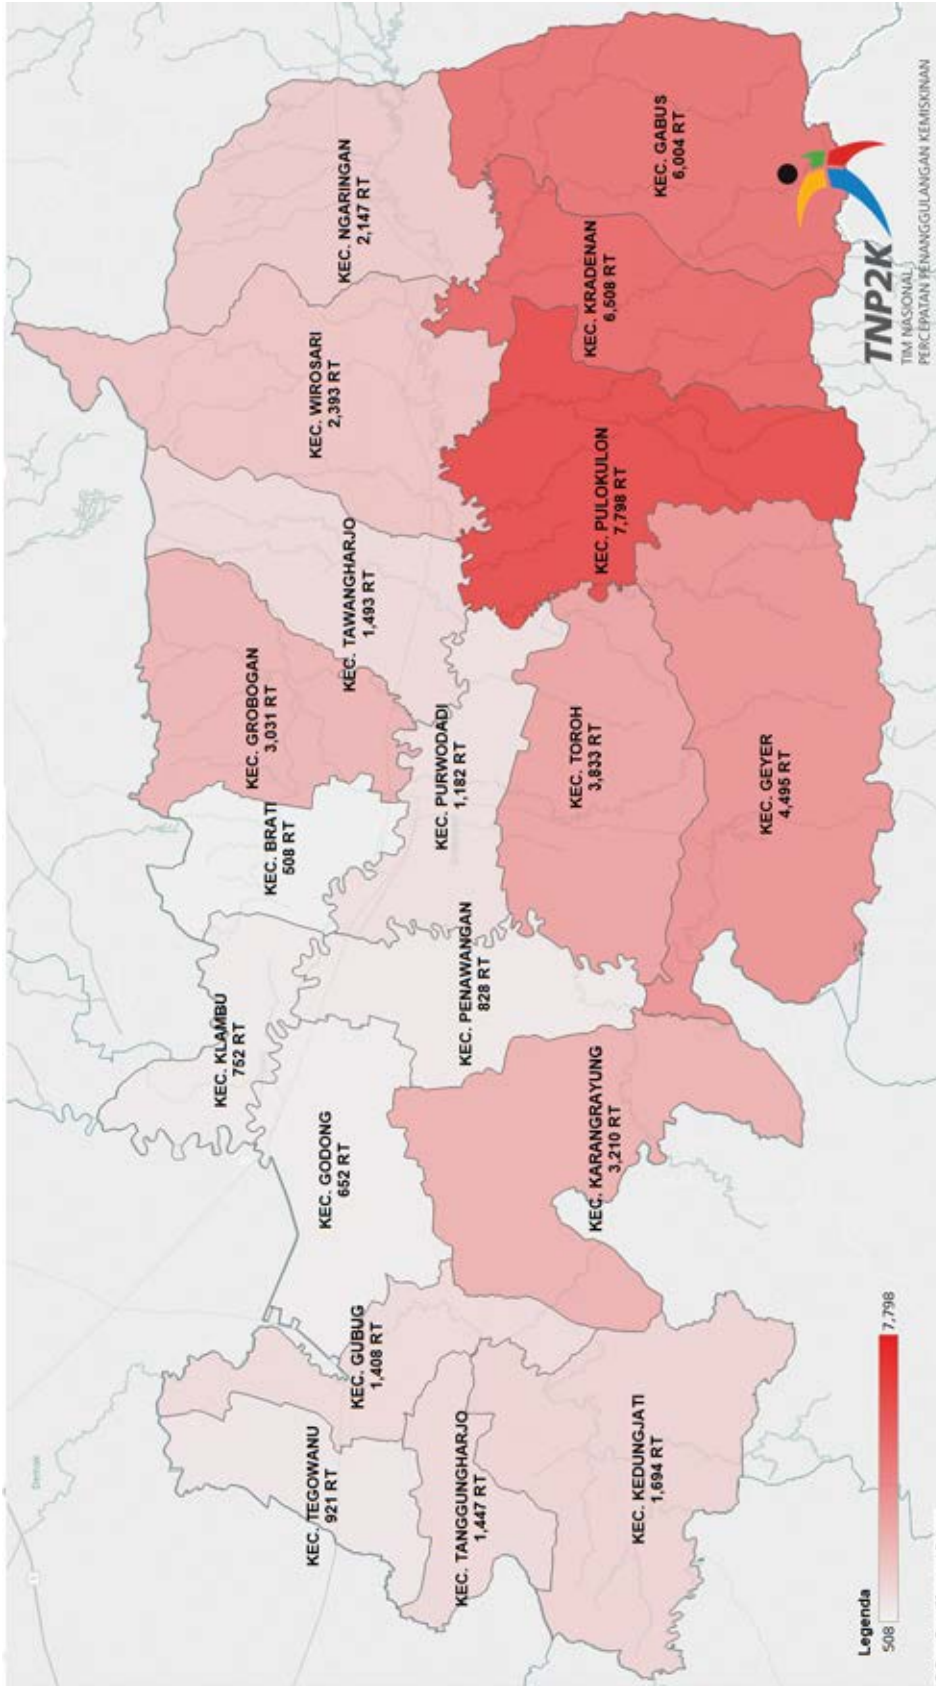 KEC. NGARINGAN
2,147 RT
KEC. WIROSARI
2,393 RT
KEC. GABUS
6,004 RT
KEC. KRADENAN
6,508 RT
KEC. TAWANGHARJO
1,493 RT
KEC. PULOKULON
7,798 RT
KEC. GROBOGAN
3,031 RT
KEC. BRATI
508 RT
KEC. PURWODADI
1,182 RT
KEC. TOROH
3,833 RT
KEC. GEYER
4,495 RT
KEC. KLAMBU
752 RT
KEC. PENAWANGAN
828 RT
KEC. GODONG
652 RT
KEC. KARANGRAYUNG
3,210 RT
KEC. GUBUG
1,408 RT
KEC. TEGOWANU
921 RT
KEC. TANGGUNGHARJO
1,447 RT
KEC. KEDUNGJATI
1,694 RT
Demak
Legenda
508 7,798
TNP2K
TIM NASIONAL
PERCEPATAN PENANGGULANGAN KEMISKINAN